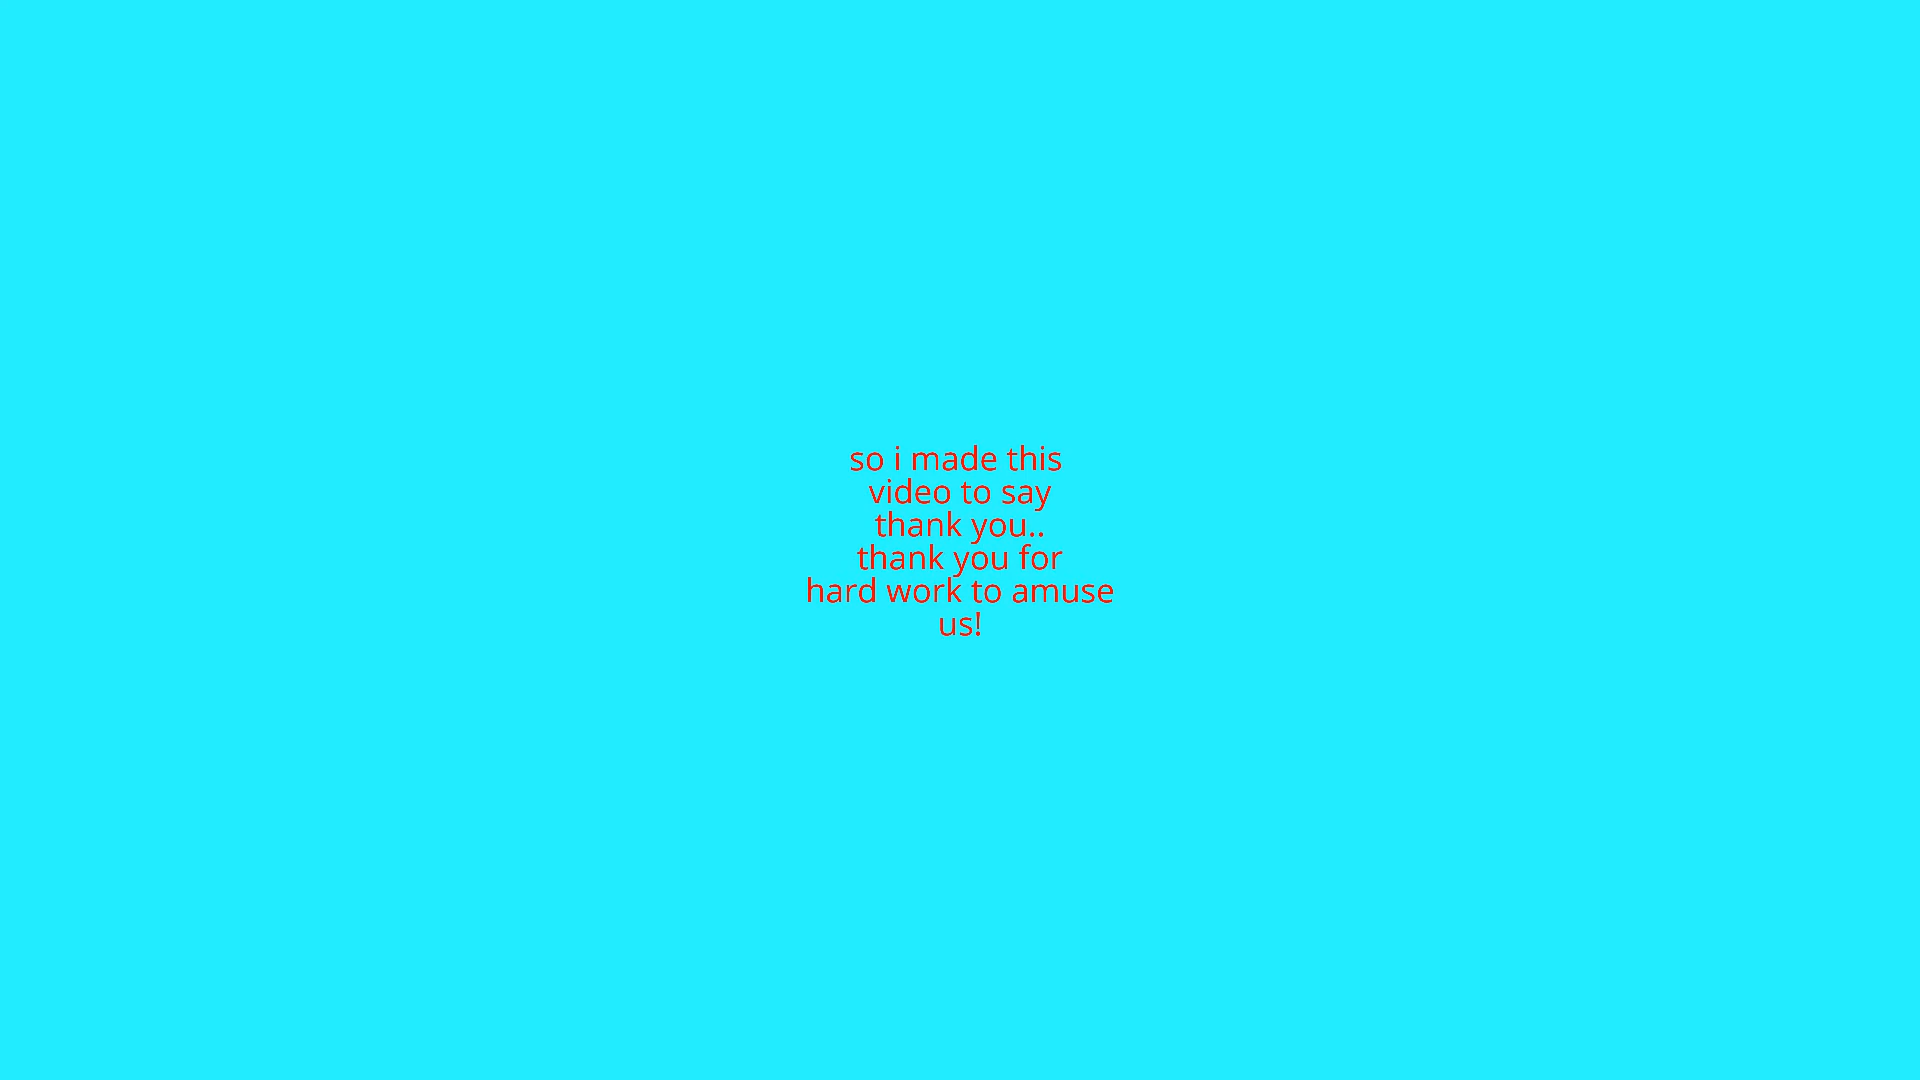 so i made this
video to say
thank you..
thank you for
hard work to amuse
us!